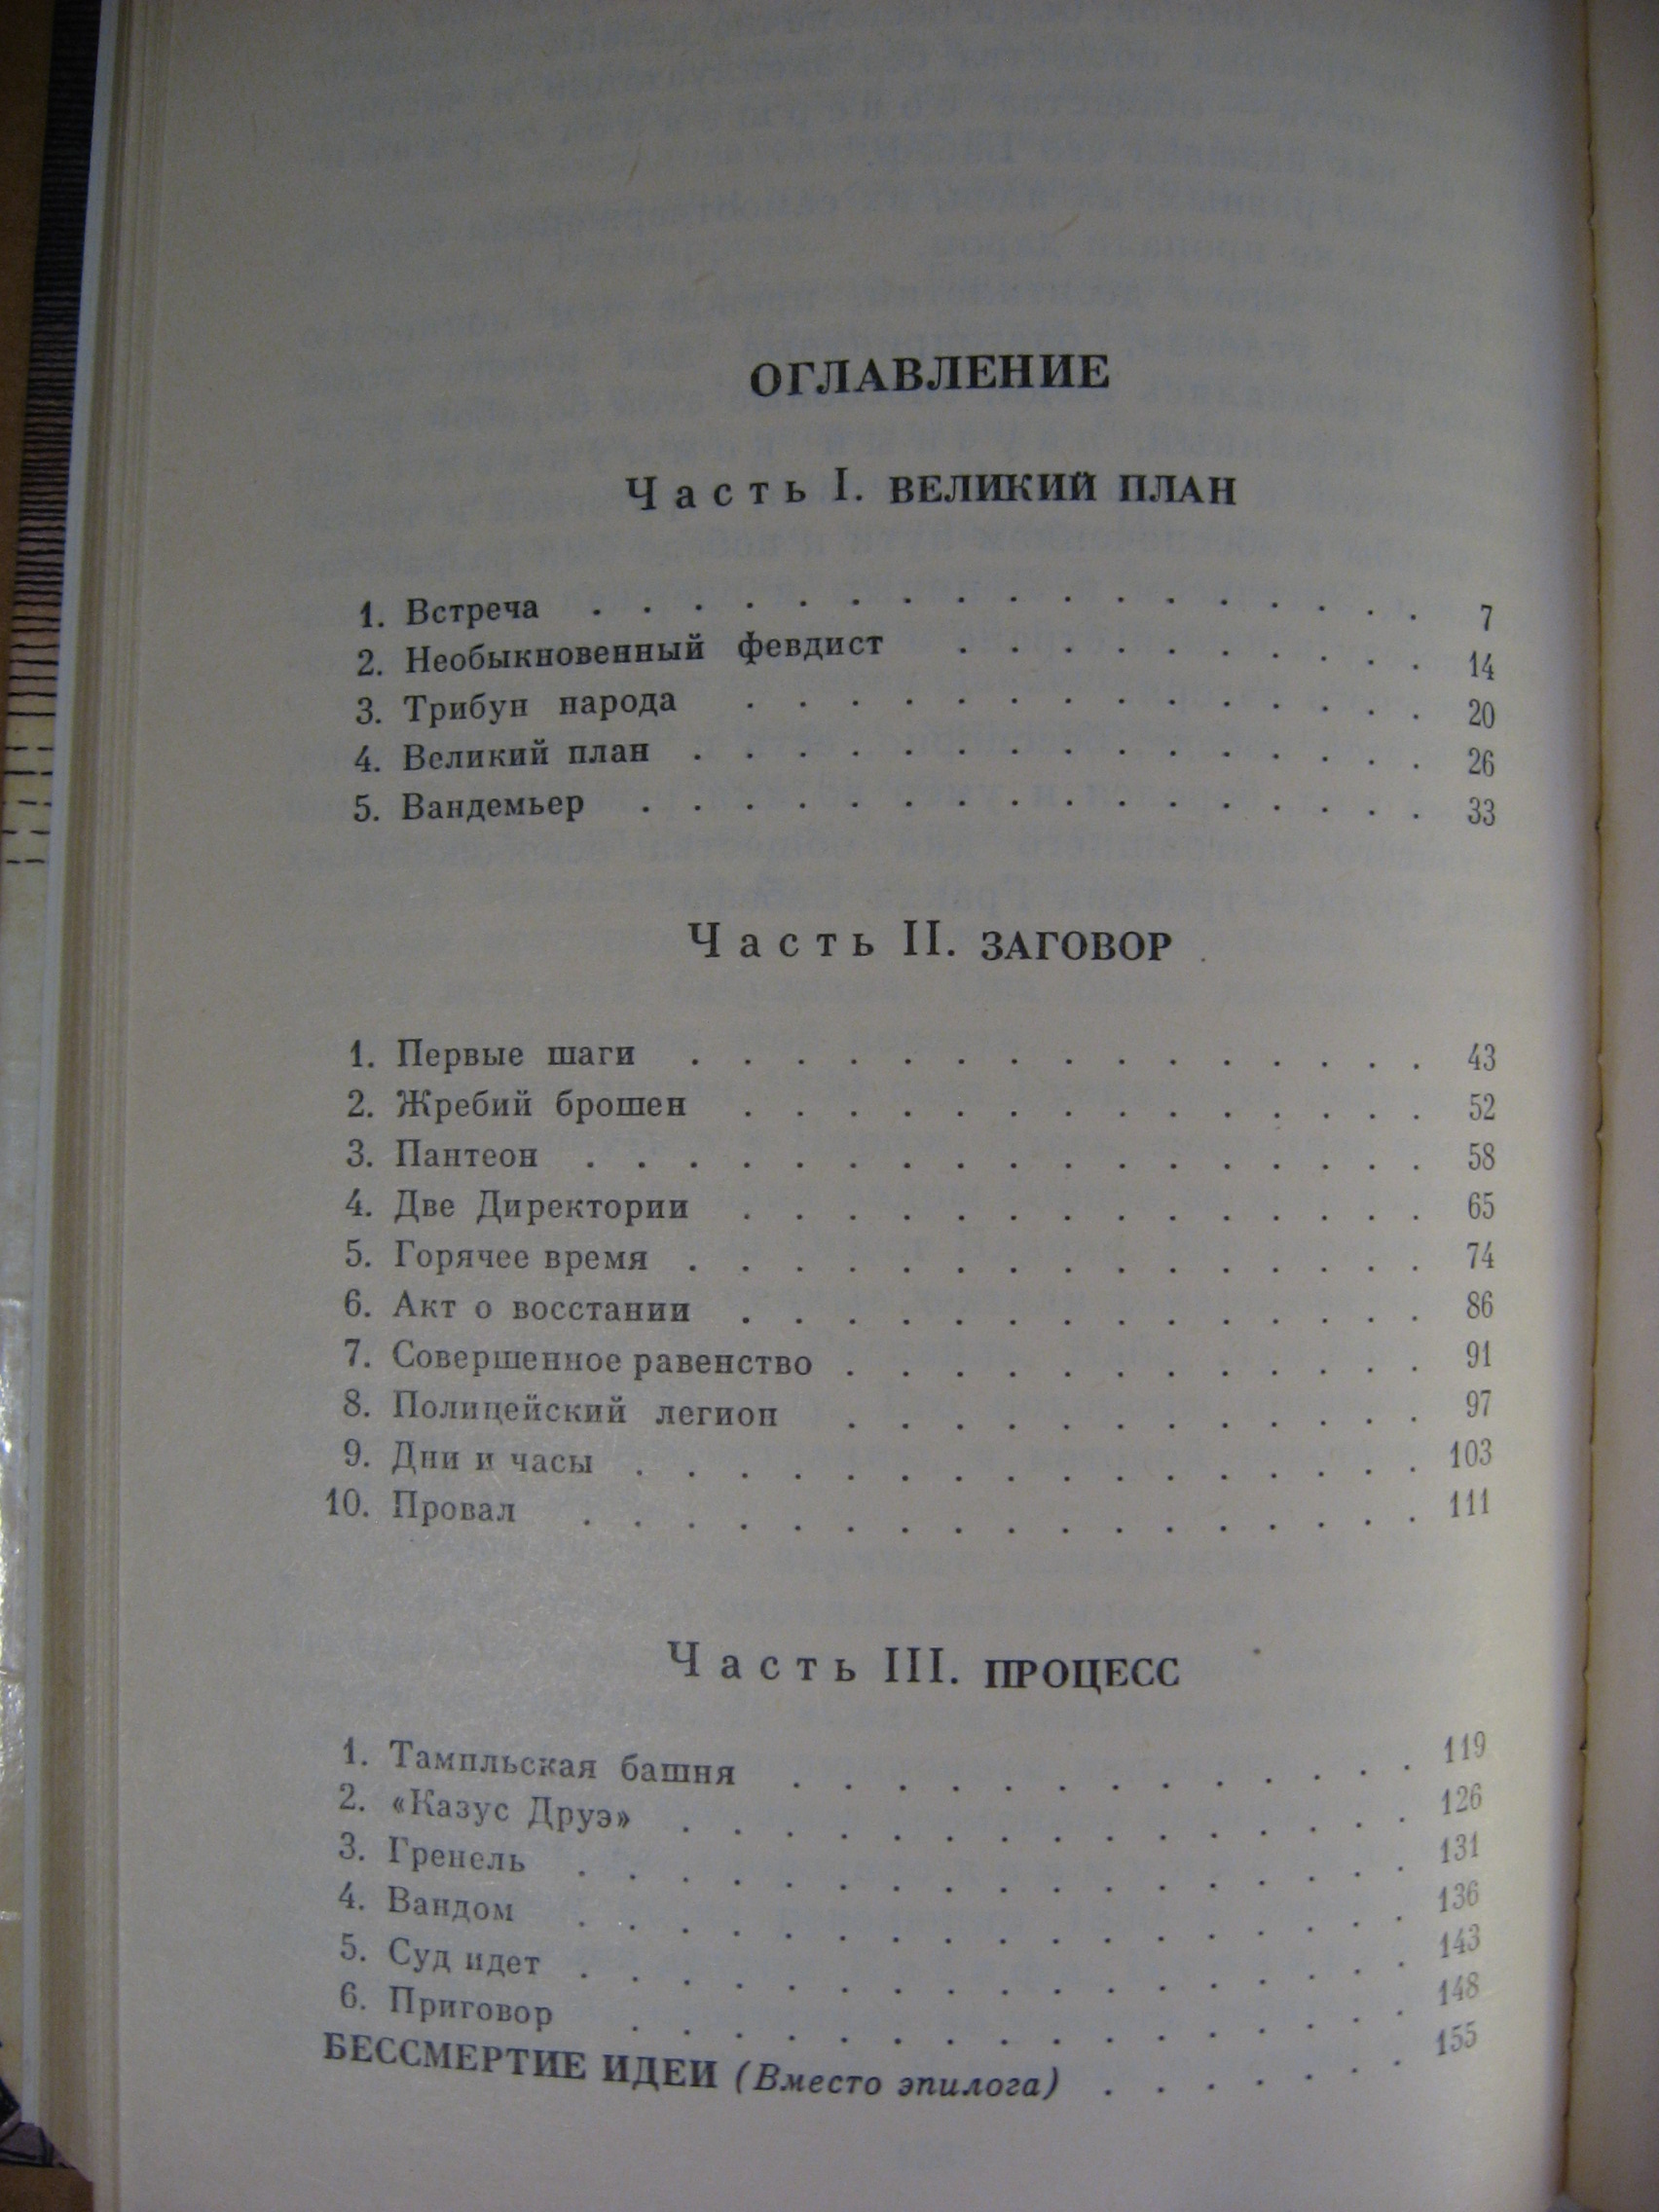 ОГЛАВЛЕНИЕ
Часть I. ВЕЛИКИЙ ПЛАН
1. Встреча . . . . . . . . . . . . . . . . . 7
2. Необыкновенный февдист . . . . . . . . . . 14
3. Трибун народа . . . . . . . . . . . . . . 20
4. Великий план . . . . . . . . . . . . . . . 26
5. Вандемьер . . . . . . . . . . . . . . . . 33
Часть II. ЗАГОВОР
1. Первые шаги . . . . . . . . . . . . . . . 43
2. Жребий брошен . . . . . . . . . . . . . . 52
3. Пантеон . . . . . . . . . . . . . . . . . 58
4. Две Директории . . . . . . . . . . . . . . 65
5. Горячее время . . . . . . . . . . . . . . . 74
6. Акт о восстании . . . . . . . . . . . . . . 86
7. Совершенное равенство . . . . . . . . . . . . 91
8. Полицейский легион . . . . . . . . . . . . 97
9. Дни и часы . . . . . . . . . . . . . . . . 103
10. Провал . . . . . . . . . . . . . . . . . 111
Часть III. ПРОЦЕСС
1. Тампльская башня . . . . . . . . . . . . . 119
2. «Казус Друэ» . . . . . . . . . . . . . . . 126
3. Гренель . . . . . . . . . . . . . . . . . 131
4. Вандом . . . . . . . . . . . . . . . . . 136
5. Суд идет . . . . . . . . . . . . . . . . . 143
6. Приговор . . . . . . . . . . . . . . . . 148
БЕССМЕРТИЕ ИДЕИ (Вместо эпилога) . . . . . . . 155